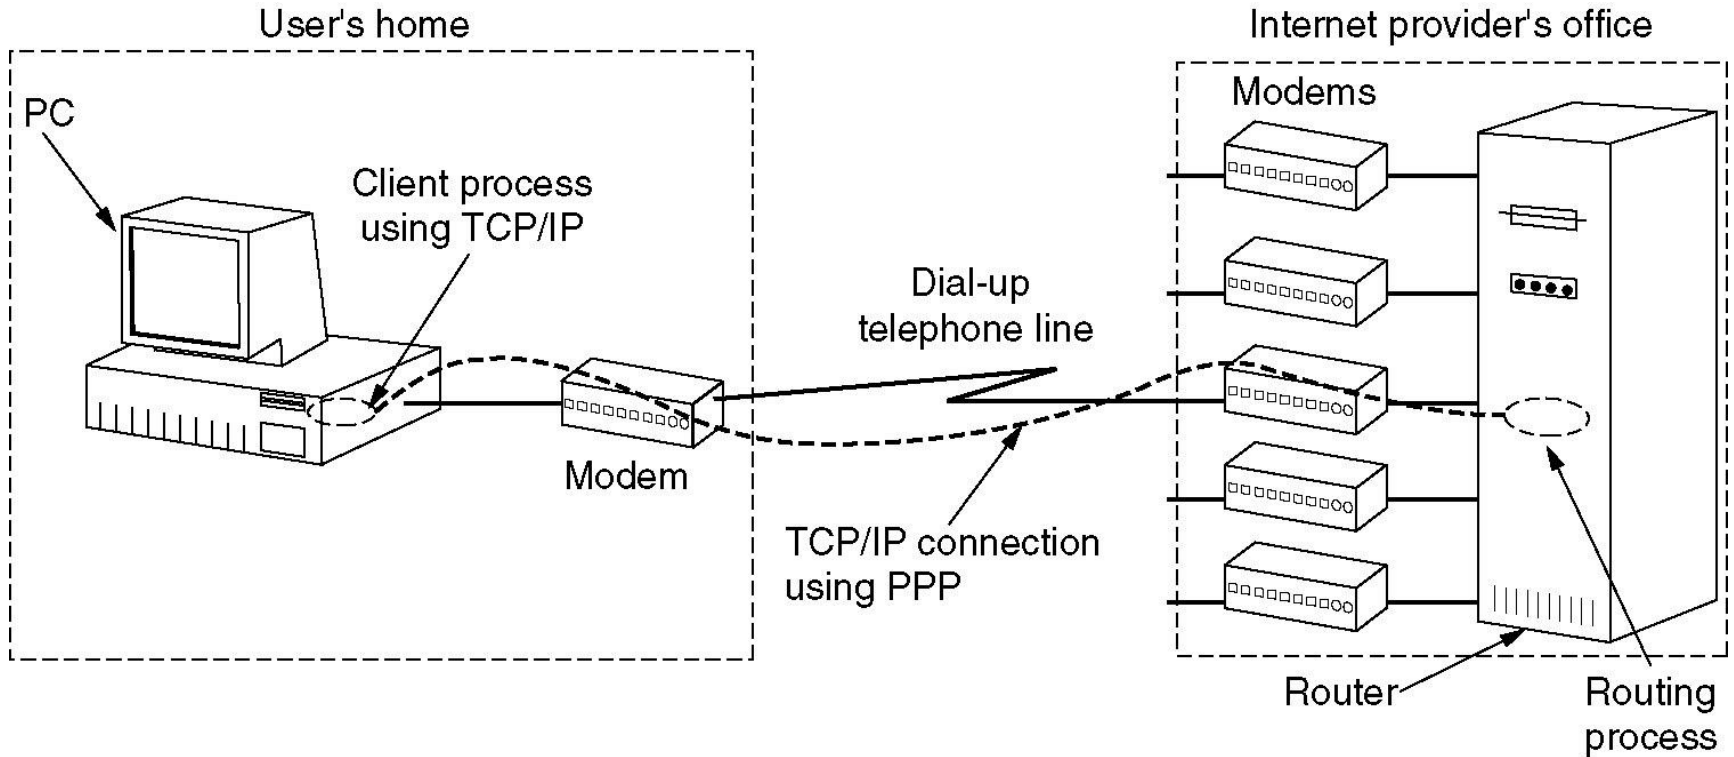 User's home
Internet provider's office
PC
Modems
Client process
using TCP/IP
Dial-up
telephone line
Modem
TCP/IP connection
using PPP
Router
Routing
process